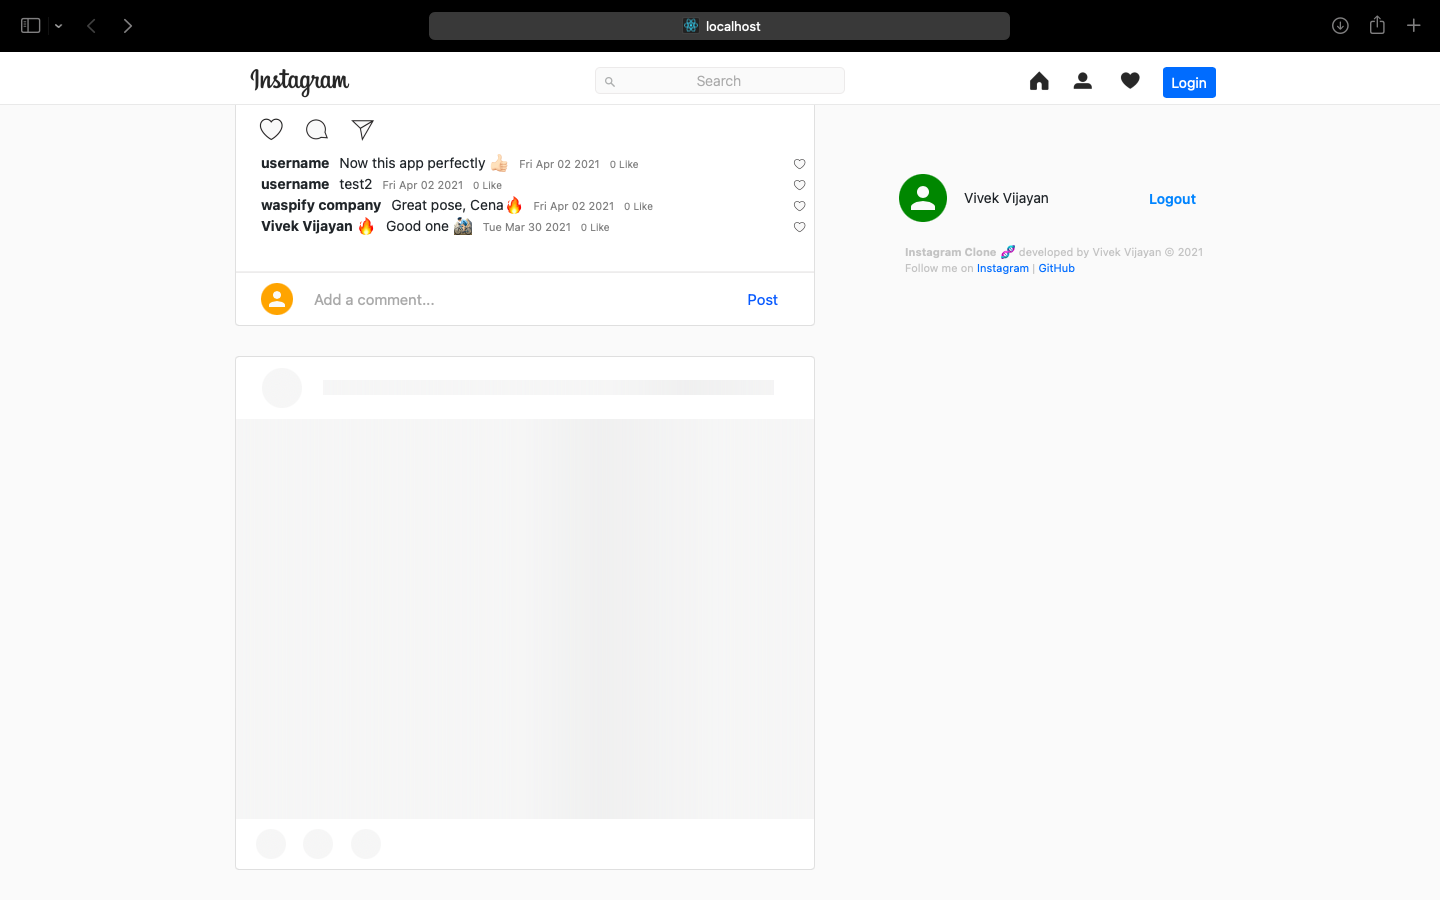 localhost
Instagram
Search
Login
username Now this app perfectly 👍🏻 Fri Apr 02 2021 0 Like
username test2 Fri Apr 02 2021 0 Like
waspify company Great pose, Cena🔥 Fri Apr 02 2021 0 Like
Vivek Vijayan 🔥 Good one Tue Mar 30 2021 0 Like
Add a comment... Post
Vivek Vijayan Logout
Instagram Clone 🧬 developed by Vivek Vijayan © 2021
Follow me on Instagram | GitHub